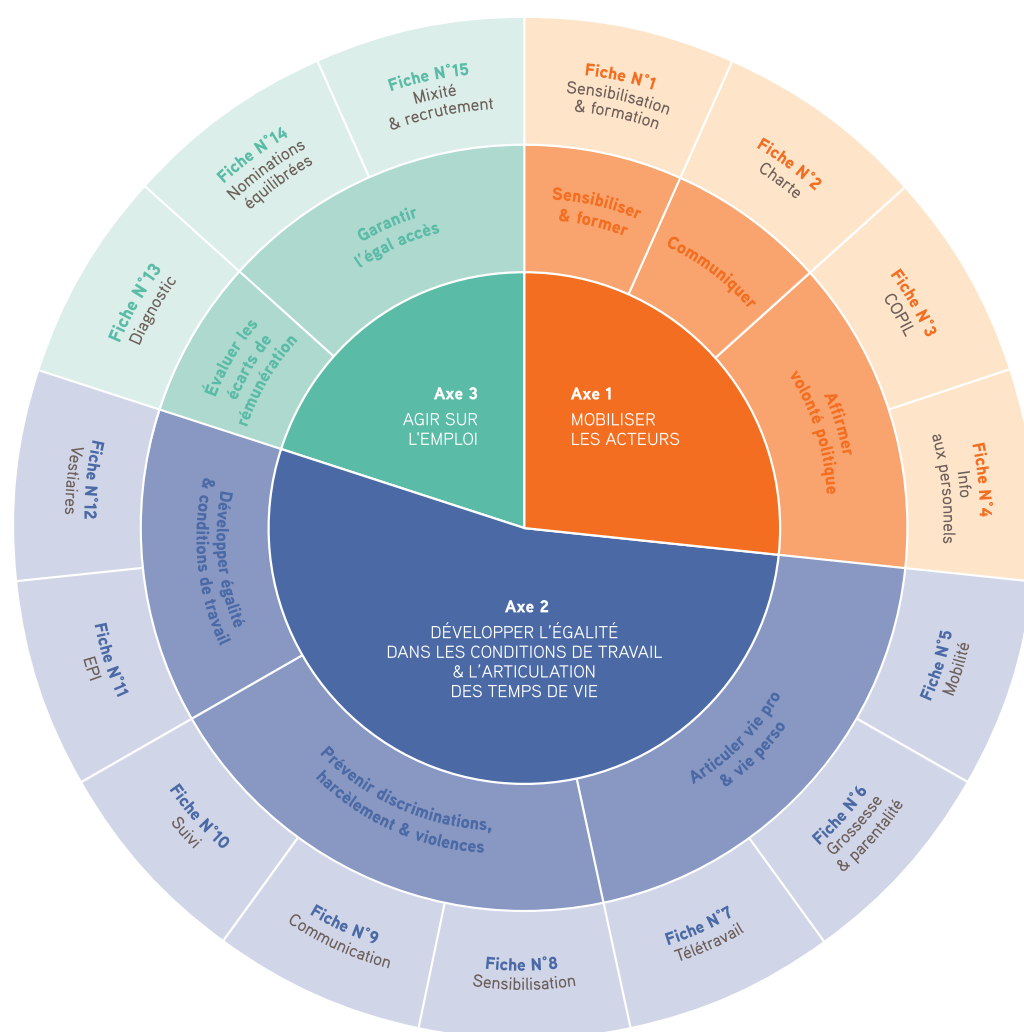 Axe 1
MOBILISER
LES ACTEURS
Sensibiliser
& former
Communiquer
Affirmer
volonté politique
Fiche N°1
Sensibilisation
& formation
Fiche N°2
Charte
Fiche N°3
COPIL
Fiche N°4
Info
aux personnels
Axe 2
DÉVELOPPER L'ÉGALITÉ
DANS LES CONDITIONS DE TRAVAIL
& L'ARTICULATION
DES TEMPS DE VIE
Articuler vie pro
& vie perso
Prévenir discriminations,
harcèlement & violences
Développer égalité
& conditions de travail
Fiche N°5
Mobilité
Fiche N°6
Grossesse
& parentalité
Fiche N°7
Télétravail
Fiche N°8
Sensibilisation
Fiche N°9
Communication
Fiche N°10
Suivi
Fiche N°11
EPI
Fiche N°12
Vestiaires
Axe 3
AGIR SUR
L'EMPLOI
Évaluer les
écarts de
rémunération
Garantir
l'égal accès
Fiche N°13
Diagnostic
Fiche N°14
Nominations
équilibrées
Fiche N°15
Mixité
& recrutement